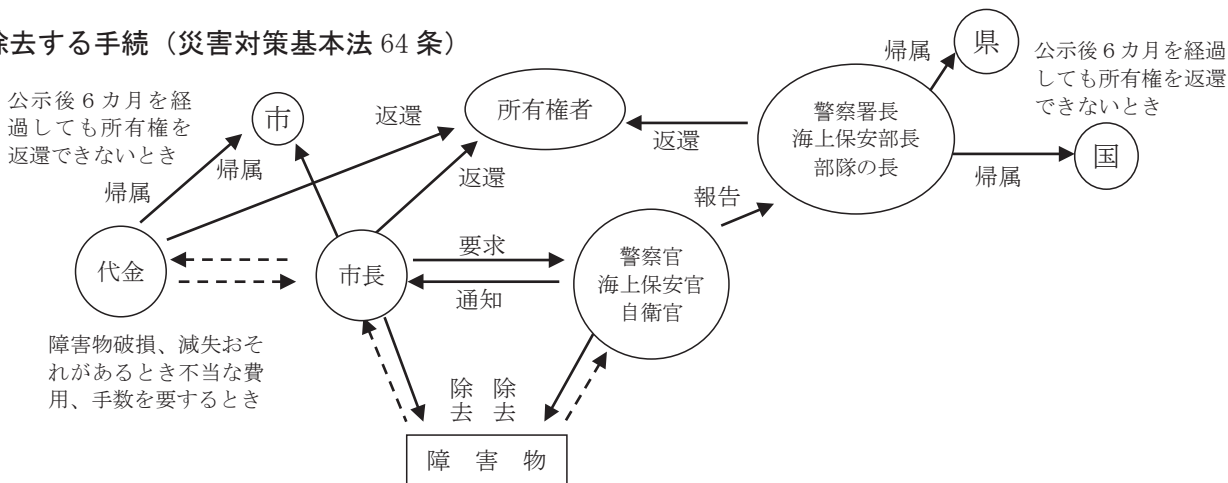 除去する手続（災害対策基本法 64 条）
県
帰属
公示後６カ月を経過
しても所有権を返還
できないとき
公示後６カ月を経
過しても所有権を
返還できないとき
市
返還
所有権者
返還
警察署長
海上保安部長
部隊の長
帰属
国
帰属
帰属
返還
報告
代金
市長
要求
通知
警察官
海上保安官
自衛官
障害物破損、減失おそ
れがあるとき不当な費
用、手数を要するとき
除去
除去
障害物